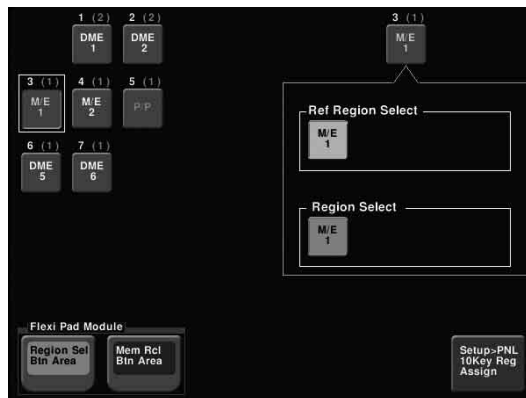 1 (2) 2 (2)
DME
1
DME
2
3 (1) 4 (1) 5 (1)
M/E
1
M/E
2
P/P
6 (1) 7 (1)
DME
5
DME
6
3 (1)
M/E
1
Ref Region Select
M/E
1
Region Select
M/E
1
Flexi Pad Module
Region Sel
Btn Area
Mem Rcl
Btn Area
Setup>PNL
10Key Reg
Assign